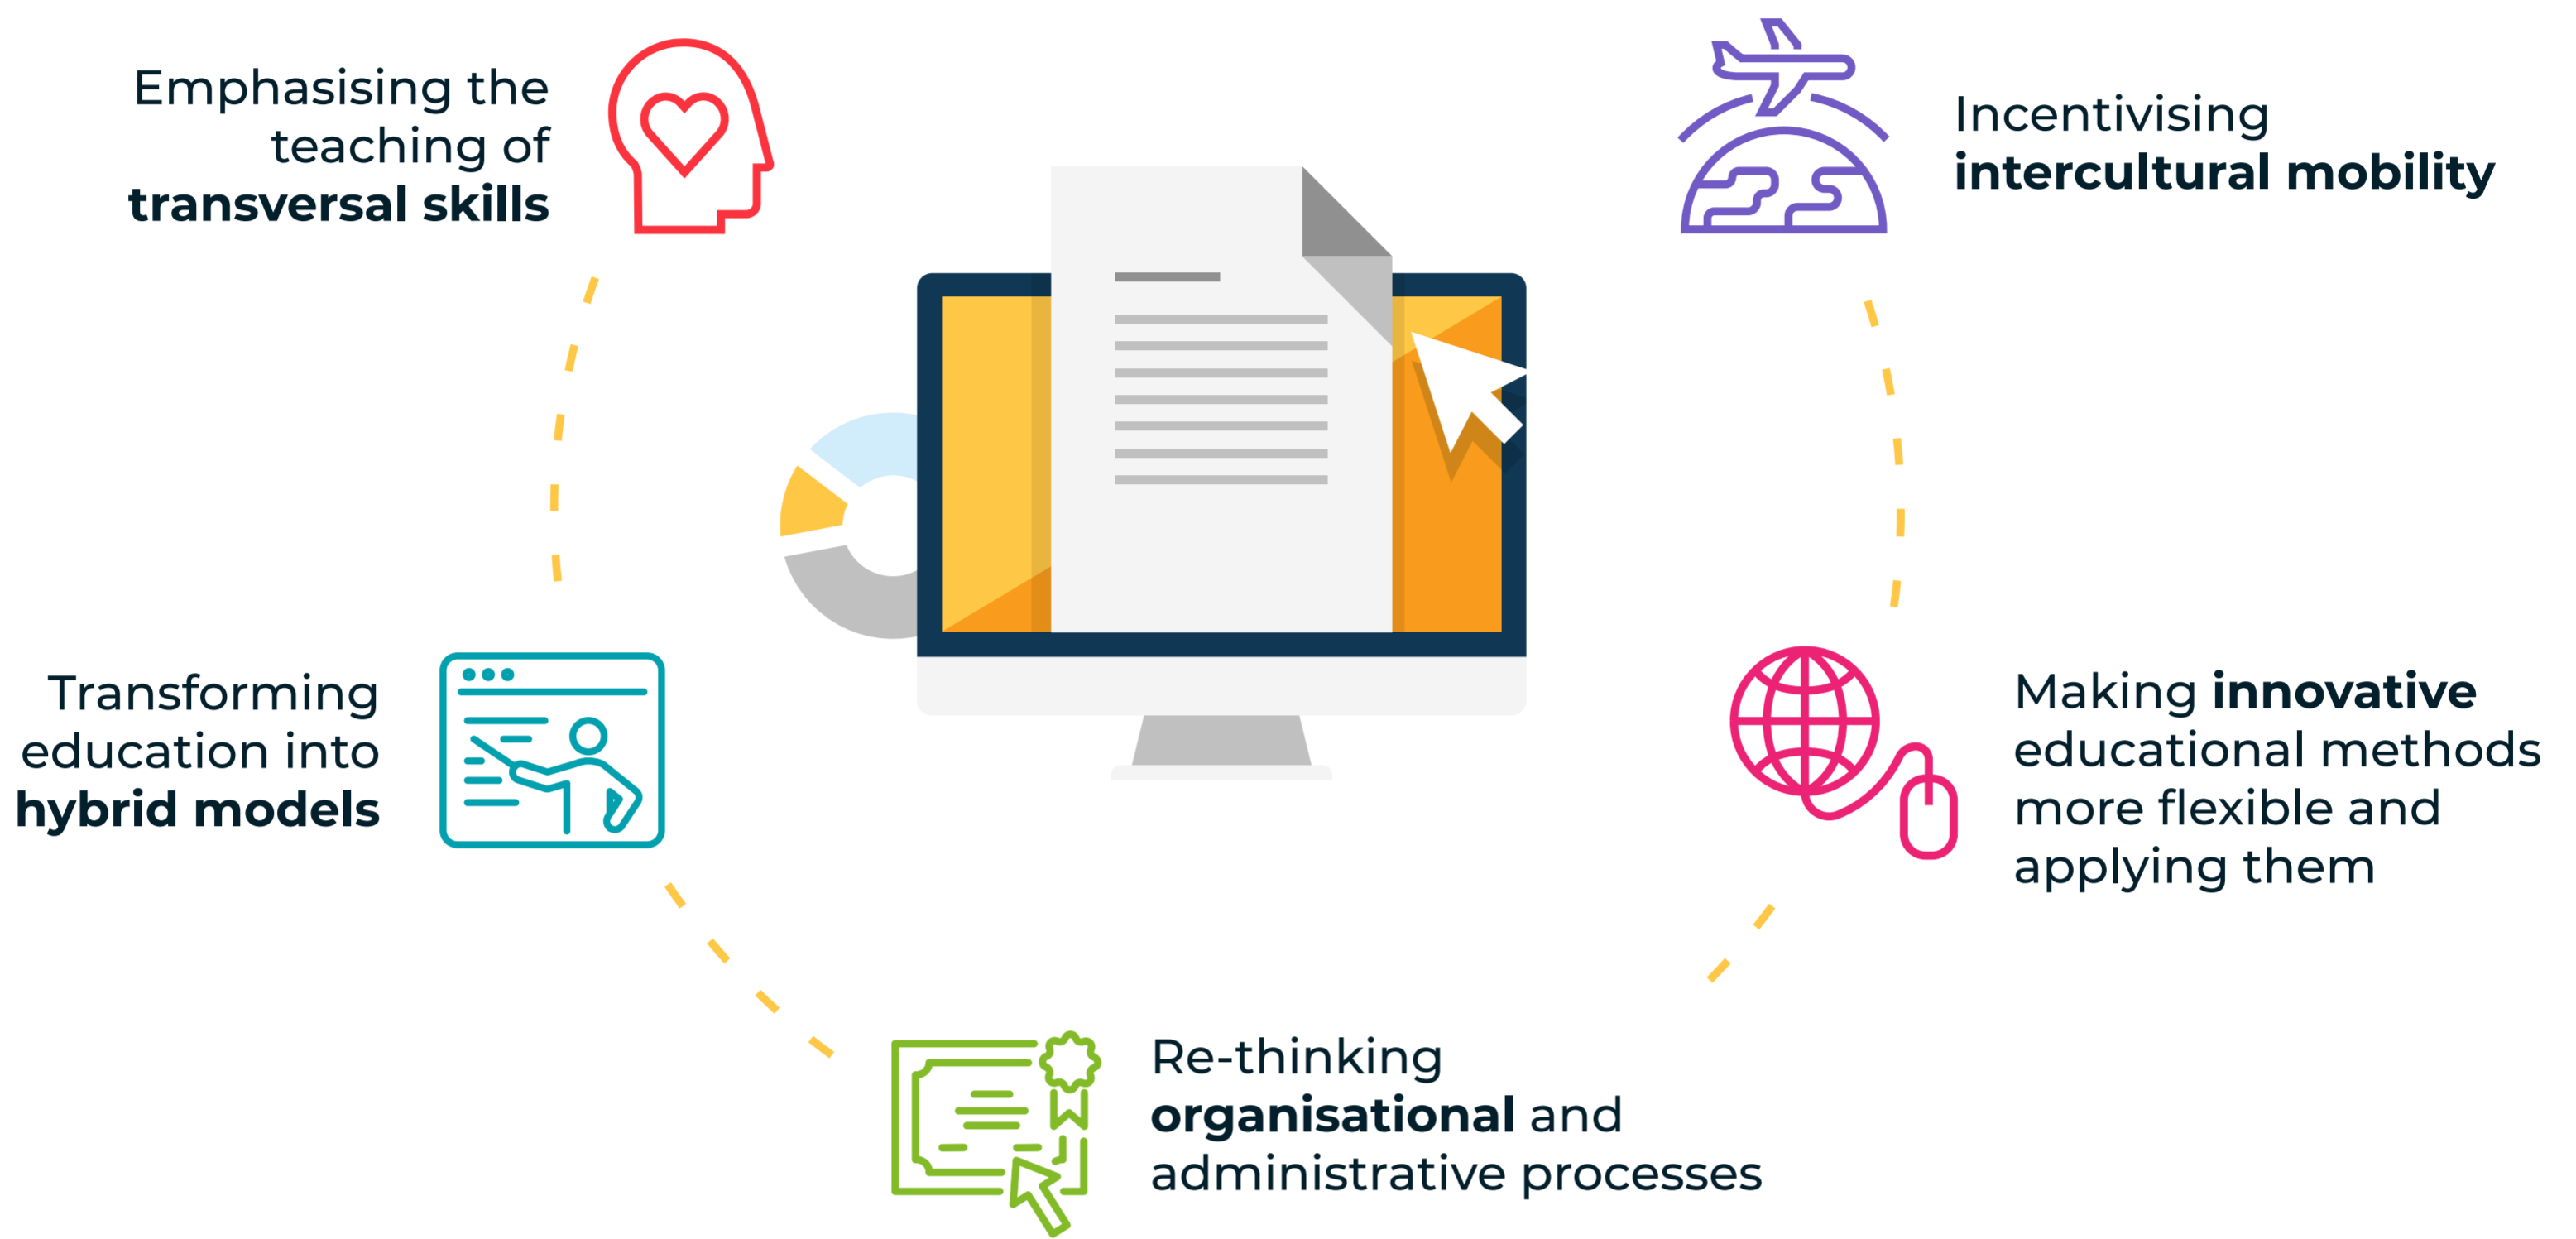 Emphasising the
teaching of
transversal skills
Incentivising
intercultural mobility
Transforming
education into
hybrid models
Making innovative
educational methods
more flexible and
applying them
Re-thinking
organisational and
administrative processes